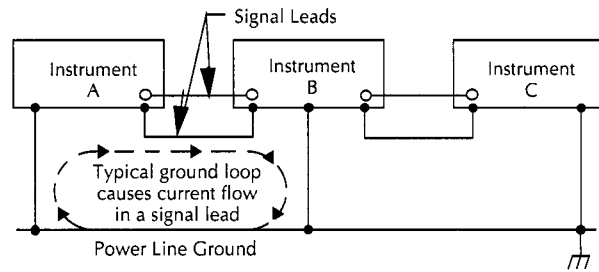 Signal Leads
Instrument
A
Instrument
B
Instrument
C
Typical ground loop
causes current flow
in a signal lead
Power Line Ground